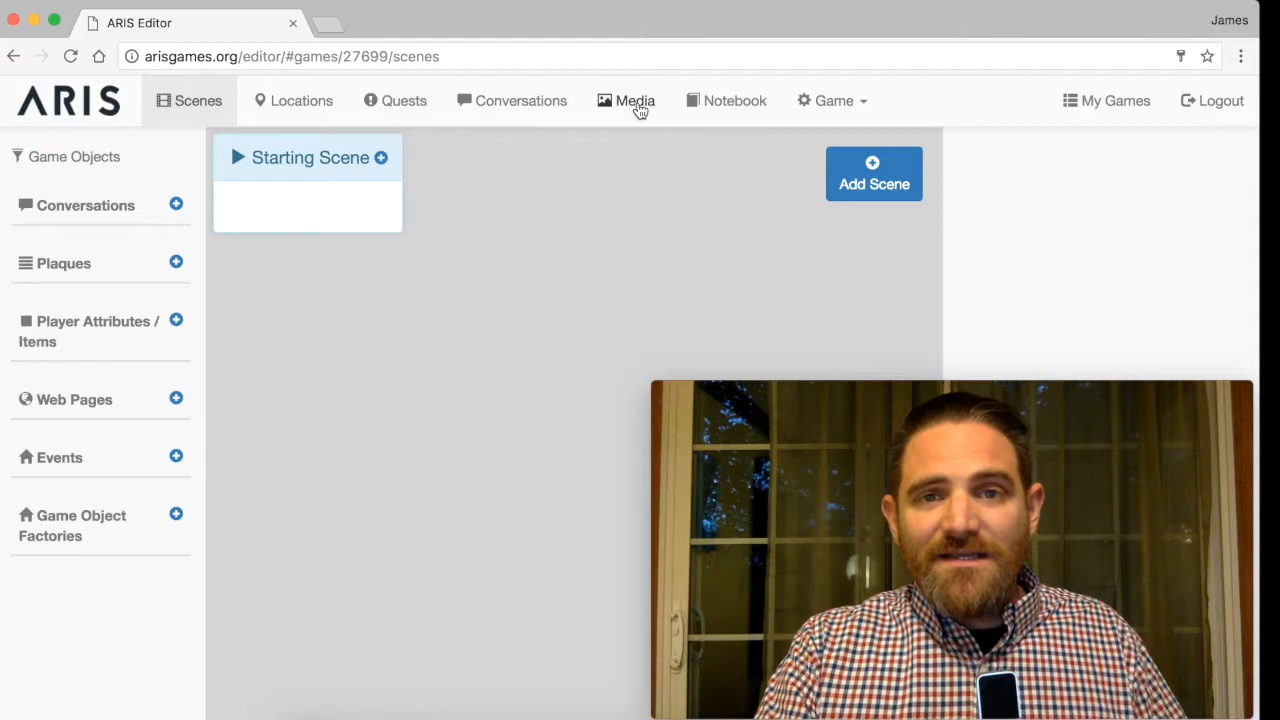 ARIS Editor
James
arisgames.org/editor/#games/27699/scenes
ARIS
Scenes
Locations
Quests
Conversations
Media
Notebook
Game
My Games
Logout
Game Objects
Starting Scene
Add Scene
Conversations
Plaques
Player Attributes /
Items
Web Pages
Events
Game Object
Factories